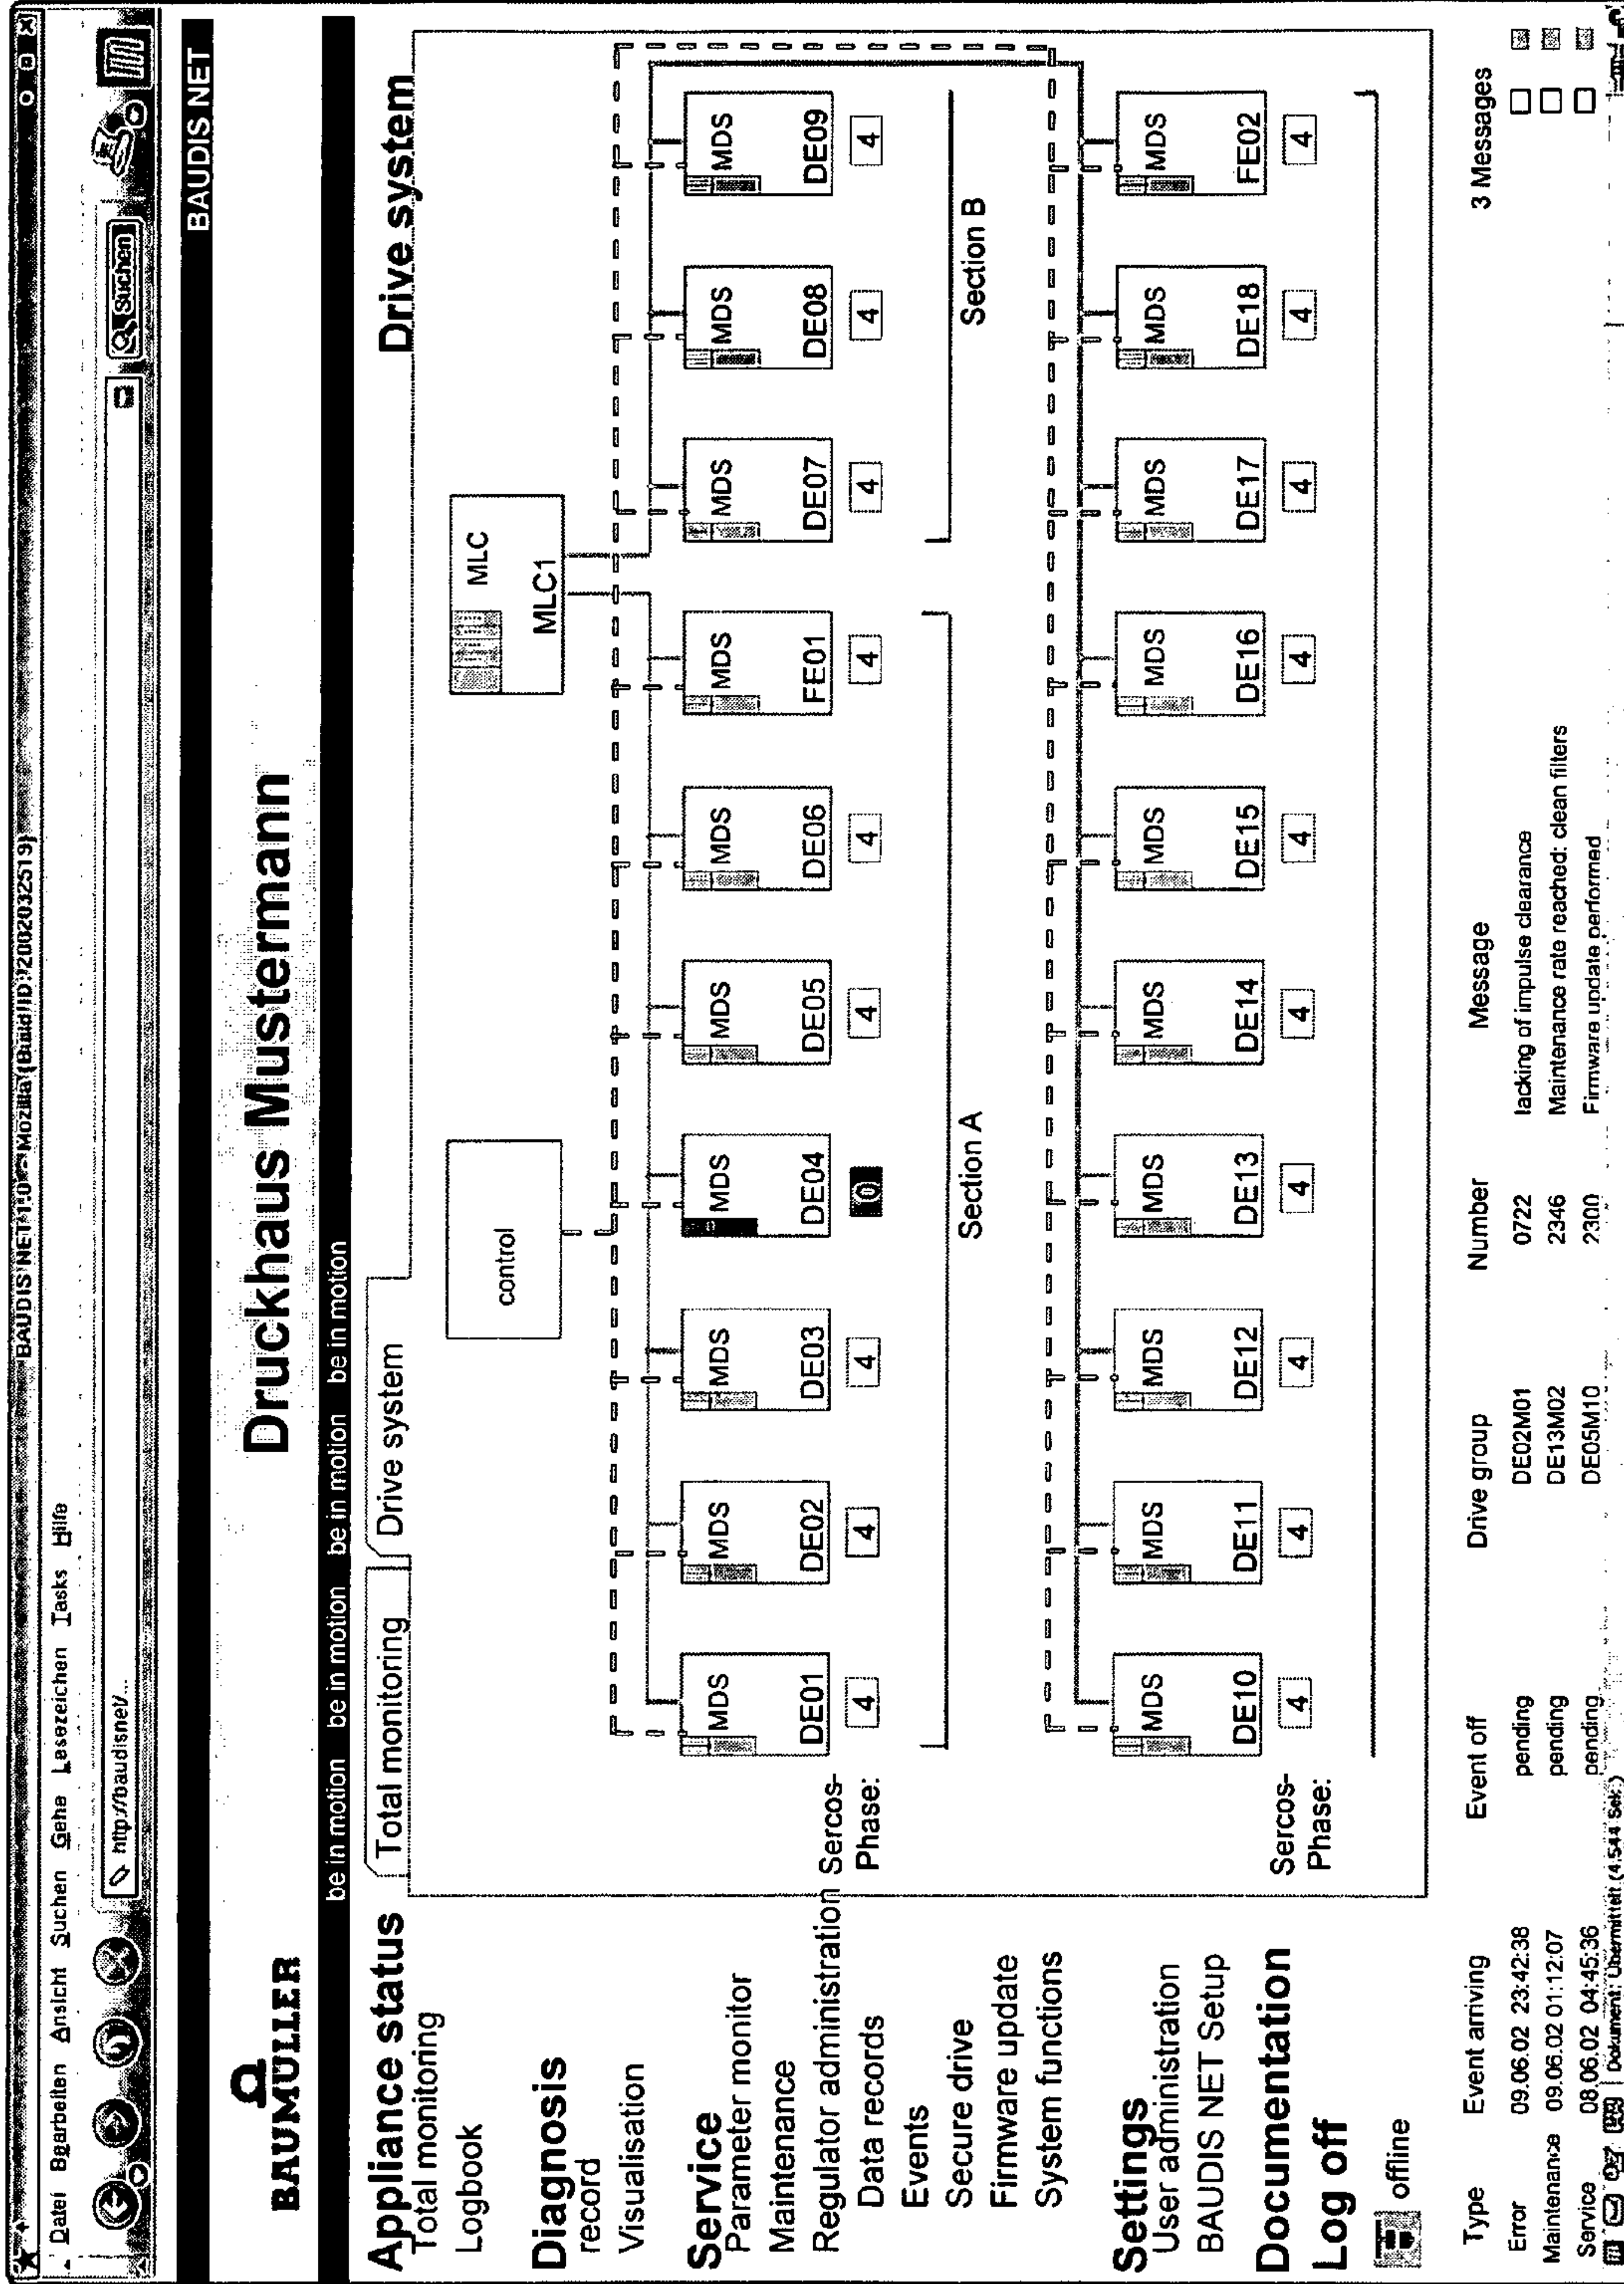 BAUDIS NET 1.0 - Mozilla {Build ID: 2002032519}
Datei Bearbeiten Ansicht Suchen Gehe Lesezeichen Tasks Hilfe
http://baudisnet/...
Suchen
BAUDIS NET
BAUMÜLLER
Druckhaus Mustermann
be in motion be in motion be in motion be in motion be in motion
Appliance status
Total monitoring
Logbook
Diagnosis
record
Visualisation
Service
Parameter monitor
Maintenance
Regulator administration
Data records
Events
Secure drive
Firmware update
System functions
Settings
User administration
BAUDIS NET Setup
Documentation
Log off
offline
Total monitoring
Drive system
Drive system
control
MLC
MLC1
MDS MDS MDS MDS MDS MDS MDS MDS MDS MDS
DE01 DE02 DE03 DE04 DE05 DE06 FE01 DE07 DE08 DE09
Sercos-
Phase:
4 4 4 0 4 4 4 4 4 4
Section A
Section B
MDS MDS MDS MDS MDS MDS MDS MDS MDS MDS
DE10 DE11 DE12 DE13 DE14 DE15 DE16 DE17 DE18 FE02
Sercos-
Phase:
4 4 4 4 4 4 4 4 4 4
Type Event arriving Event off Drive group Number Message 3 Messages
Error 09.06.02 23:42:38 pending DE02M01 0722 lacking of impulse clearance
Maintenance 09.06.02 01:12:07 pending DE13M02 2346 Maintenance rate reached: clean filters
Service 08.06.02 04:45:36 pending DE05M10 2300 Firmware update performed
Dokument: Übermittelt (4.544 Sek.)